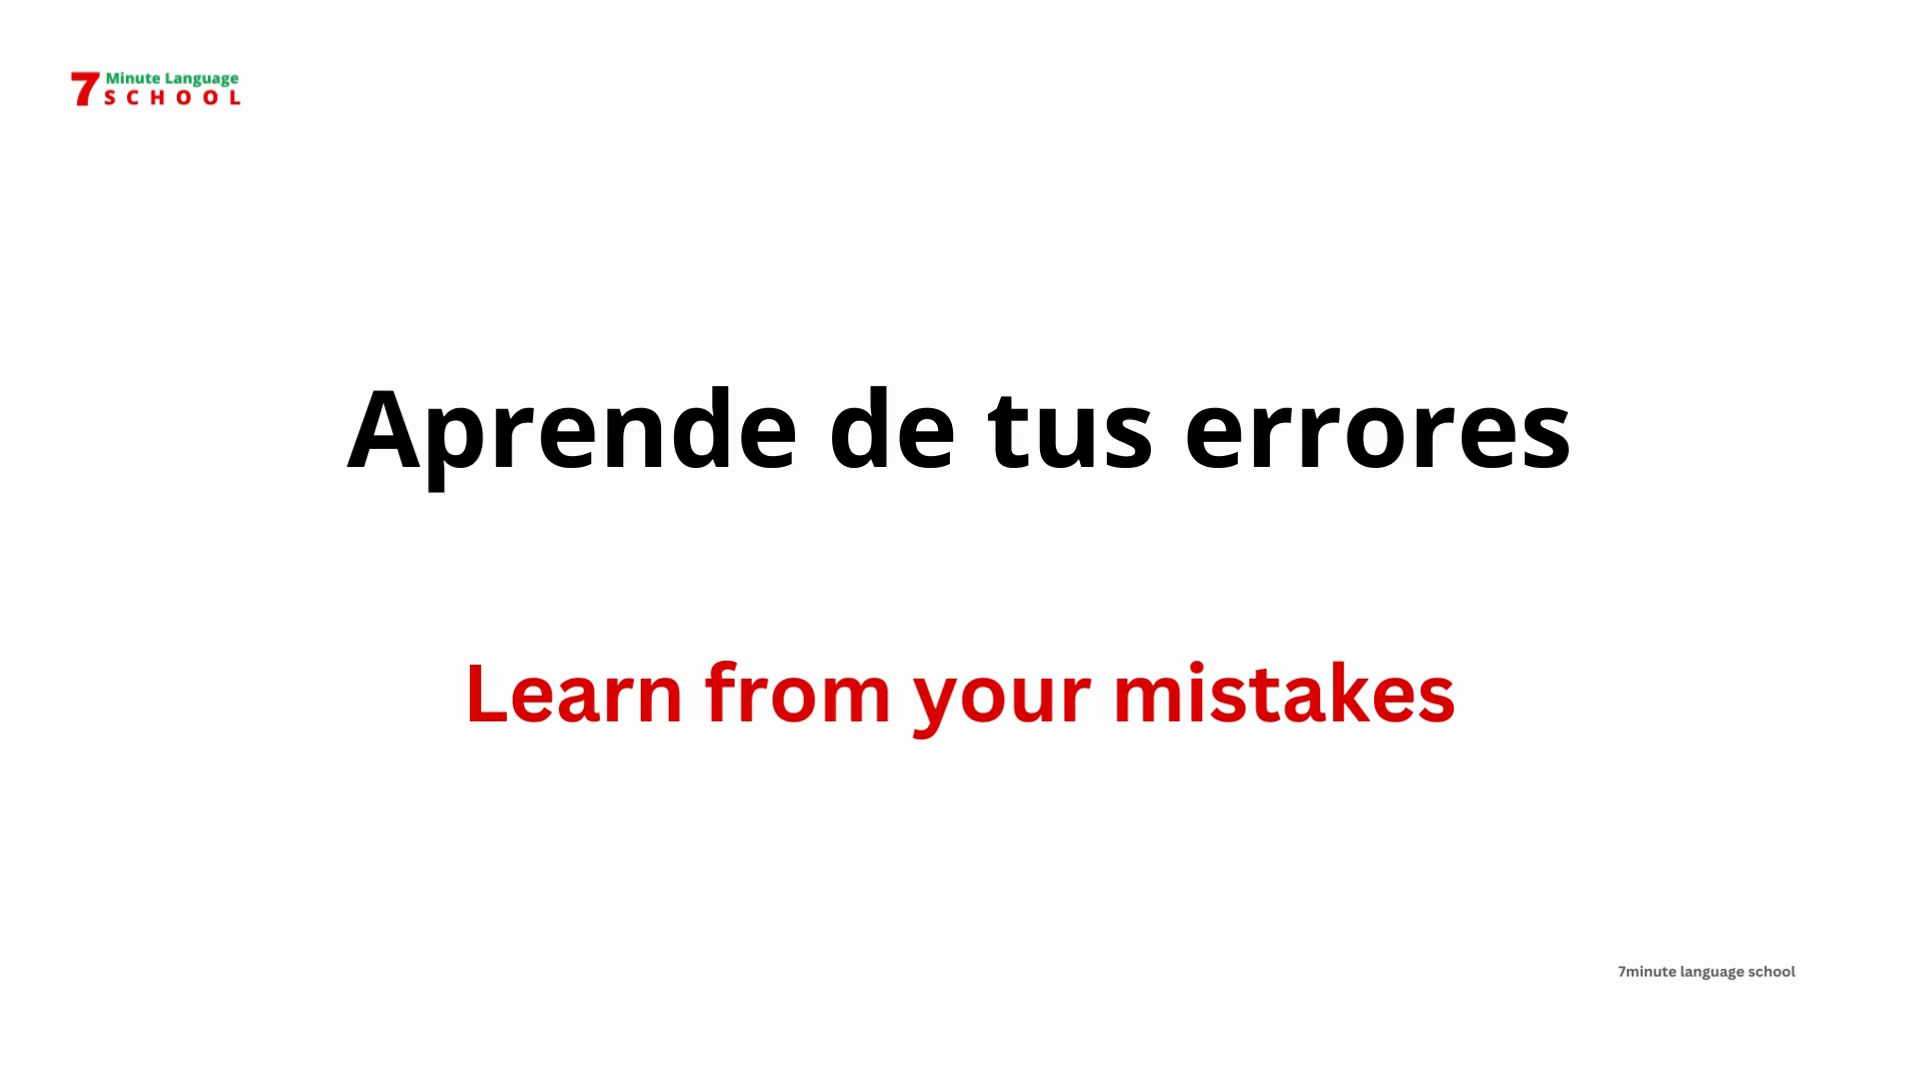 7 Minute Language
SCHOOL
Aprende de tus errores
Learn from your mistakes
7minute language school